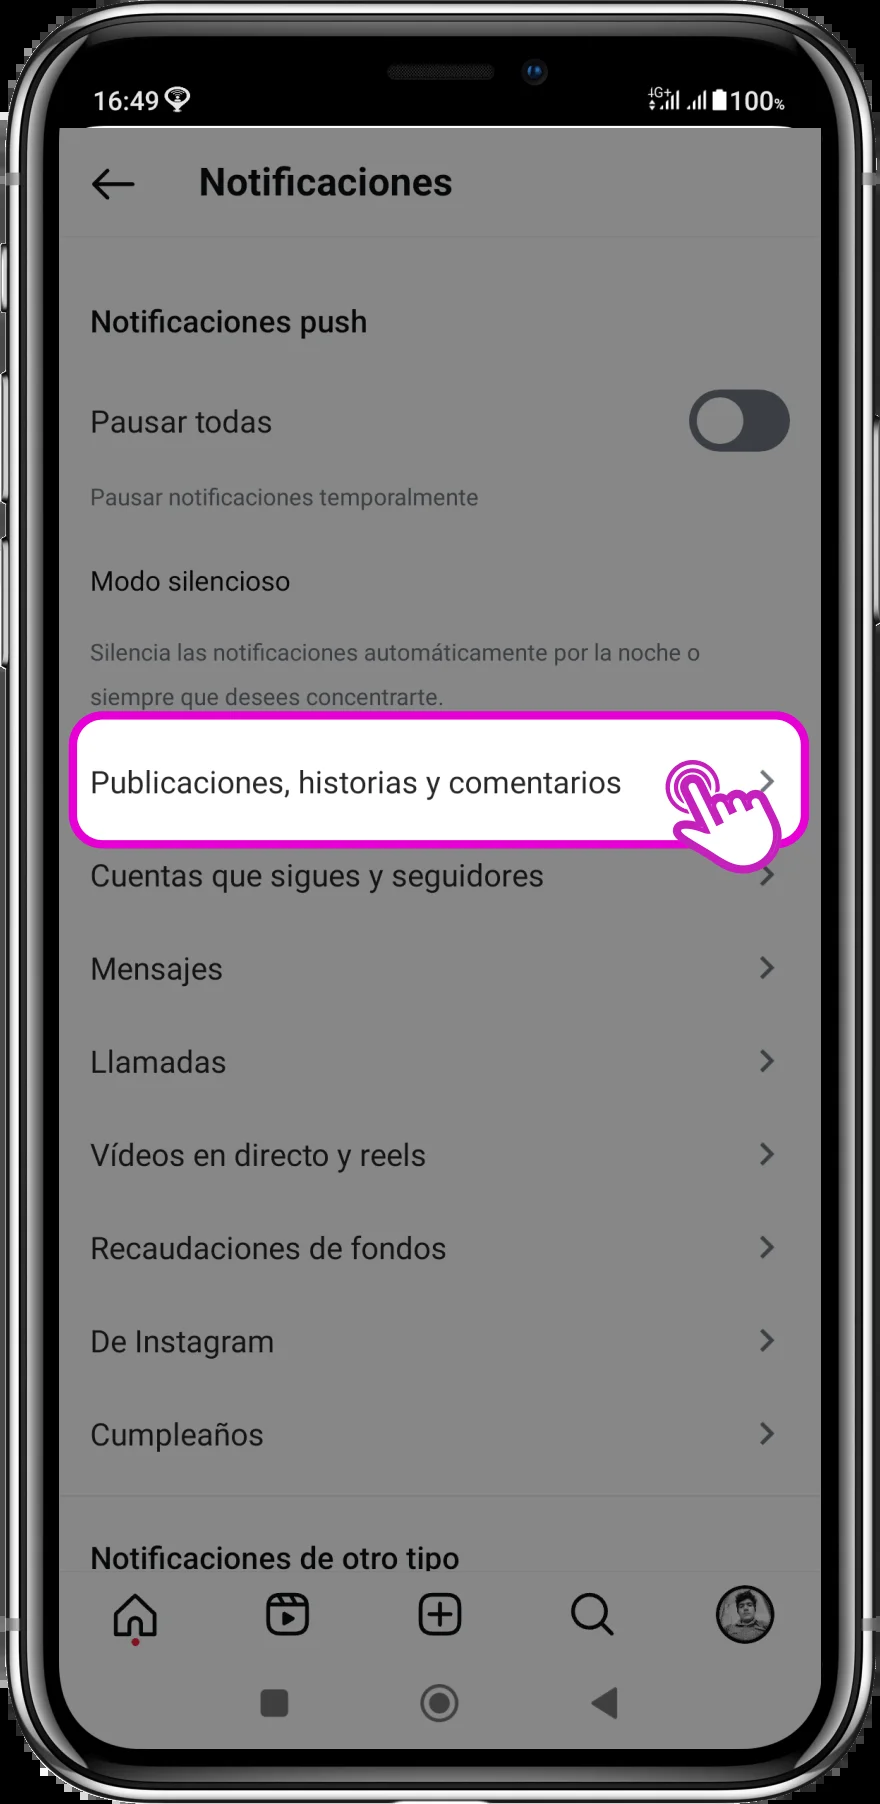 16:49 4G+ 100%
Notificaciones
Notificaciones push
Pausar todas
Pausar notificaciones temporalmente
Modo silencioso
Silencia las notificaciones automáticamente por la noche o
siempre que desees concentrarte.
Publicaciones, historias y comentarios
Cuentas que sigues y seguidores
Mensajes
Llamadas
Vídeos en directo y reels
Recaudaciones de fondos
De Instagram
Cumpleaños
Notificaciones de otro tipo